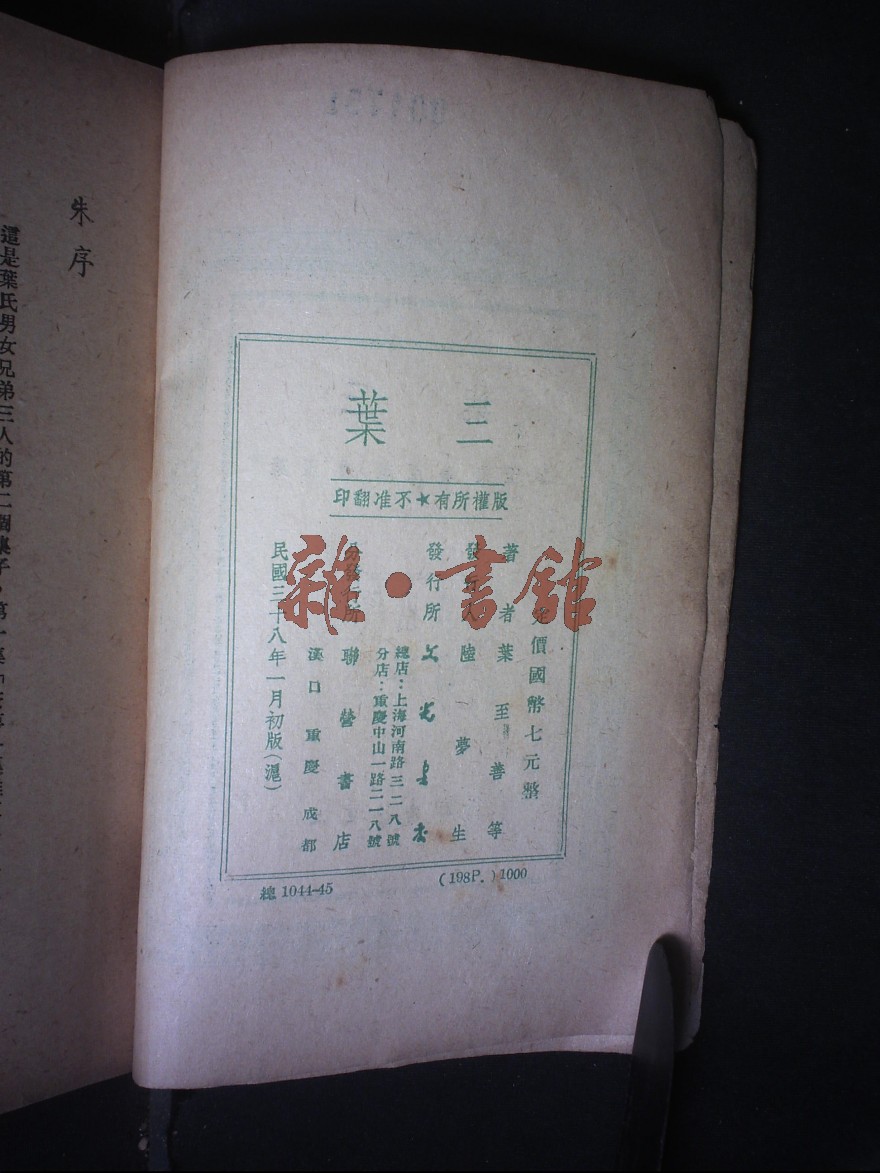 三葉
版權所有★不准翻印
定價國幣七元整
著者 葉至善等
發行人 陸夢生
發行所 文光書店
總店：上海河南路三二八號
分店：重慶中山一路二一八號
分發行所 聯營書店
漢口 重慶 成都
民國三十八年一月初版(滬)
總 1044-45
(198P.) 1000
朱序
這是葉氏男女兄弟三人的第二個集子
雜·書館